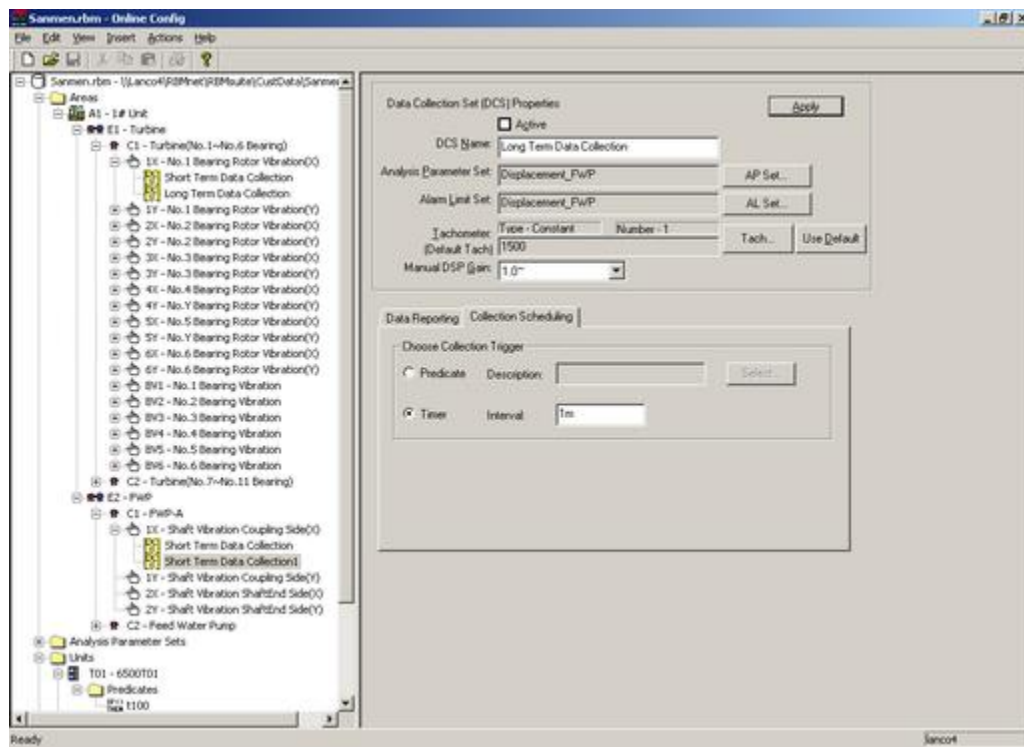 Sanmen.rbm - Online Config
File Edit View Insert Actions Help
Sanmen.rbm - \\Lanco4\RBMnet\RBMsuite\CustData\Sanmen
Areas
A1 - 1# Unit
E1 - Turbine
C1 - Turbine(No.1~No.6 Bearing)
1X - No.1 Bearing Rotor Vibration(X)
Short Term Data Collection
Long Term Data Collection
1Y - No.1 Bearing Rotor Vibration(Y)
2X - No.2 Bearing Rotor Vibration(X)
2Y - No.2 Bearing Rotor Vibration(Y)
3X - No.3 Bearing Rotor Vibration(X)
3Y - No.3 Bearing Rotor Vibration(Y)
4X - No.4 Bearing Rotor Vibration(X)
4Y - No.Y Bearing Rotor Vibration(Y)
5X - No.5 Bearing Rotor Vibration(X)
5Y - No.Y Bearing Rotor Vibration(Y)
6X - No.6 Bearing Rotor Vibration(X)
6Y - No.6 Bearing Rotor Vibration(Y)
BV1 - No.1 Bearing Vibration
BV2 - No.2 Bearing Vibration
BV3 - No.3 Bearing Vibration
BV4 - No.4 Bearing Vibration
BV5 - No.5 Bearing Vibration
BV6 - No.6 Bearing Vibration
C2 - Turbine(No.7~No.11 Bearing)
E2 - FWP
C1 - FWP-A
1X - Shaft Vibration Coupling Side(X)
Short Term Data Collection
Short Term Data Collection1
1Y - Shaft Vibration Coupling Side(Y)
2X - Shaft Vibration ShaftEnd Side(X)
2Y - Shaft Vibration ShaftEnd Side(Y)
C2 - Feed Water Pump
Analysis Parameter Sets
Units
T01 - 6500T01
Predicates
t100
Data Collection Set (DCS) Properties
Apply
Active
DCS Name: Long Term Data Collection
Analysis Parameter Set: Displacement_FWP AP Set...
Alarm Limit Set: Displacement_FWP AL Set...
Tachometer: Type - Constant Number - 1
(Default Tach) 1500 Tach... Use Default
Manual DSP Gain: 1.0
Data Reporting Collection Scheduling
Choose Collection Trigger
Predicate Description: Select...
Timer Interval: 1m
Ready lanco4